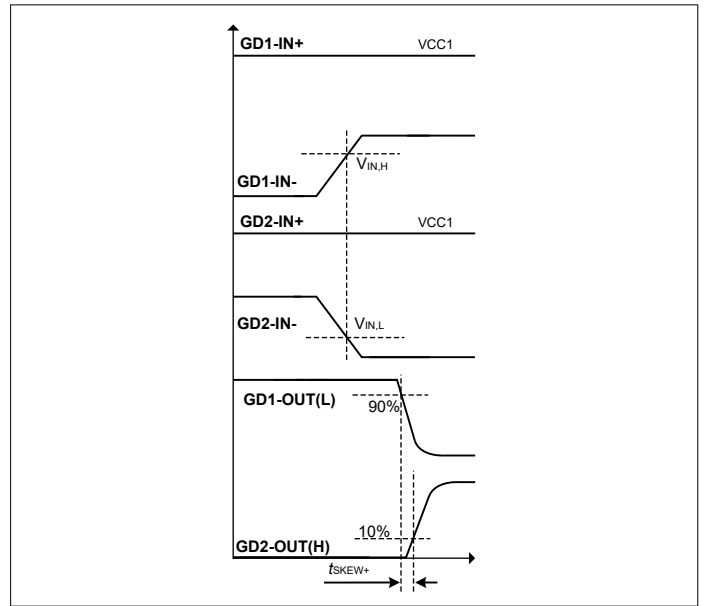 GD1-IN+ VCC1
VIN,H
GD1-IN-
GD2-IN+ VCC1
GD2-IN- VIN,L
GD1-OUT(L)
90%
10%
GD2-OUT(H)
tSKEW+